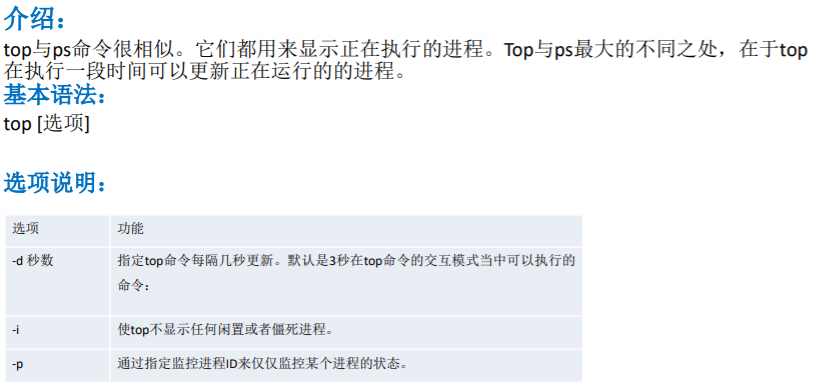 介绍：
top与ps命令很相似。它们都用来显示正在执行的进程。Top与ps最大的不同之处，在于top
在执行一段时间可以更新正在运行的的进程。
基本语法：
top [选项]
选项说明：
选项 功能
-d 秒数 指定top命令每隔几秒更新。默认是3秒在top命令的交互模式当中可以执行的
命令：
-i 使top不显示任何闲置或者僵死进程。
-p 通过指定监控进程ID来仅仅监控某个进程的状态。